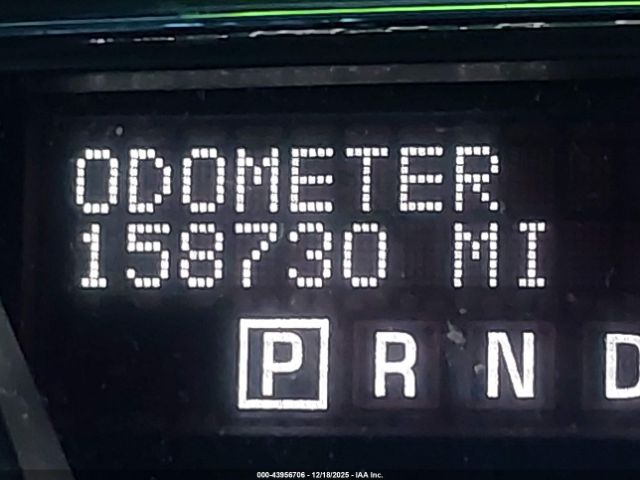 ODOMETER
158730 MI
P R N D
000-43956706 - 12/18/2025 - IAA Inc.